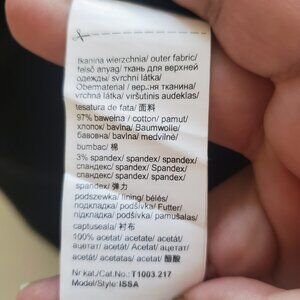 tkanina wierzchnia/ outer fabric/
felső anyag/ ткань для верхней
одежды/ svrchní látka/
Obermaterial/ верхня тканина/
vrchná látka/ viršutinis audeklas/
tesatura de fata/ 面料
97% bawełna/ cotton/ pamut/
хлопок/ bavlna/ Baumwolle/
бавовна/ bavlna/ medvilnė/
bumbac/ 棉
3% spandex/ spandex/ spandex/
спандекс/ spandex/ spandex/
спандекс/ spandex/ spandex/
spandex/ 弹力
podszewka/ lining/ bélés/
подкладка/ podšívka/ Futter/
підкладка/ podšívka/ pamušalas/
captuseala/ 衬布
100% acetat/ acetate/ acetát/
ацетат/ acetát/ Acetat/
ацетат/ acetát/ acetatas/
acetat/ 醋酸
Nr kat./Cat.No.: T1003.217
Model/Style: ISSA